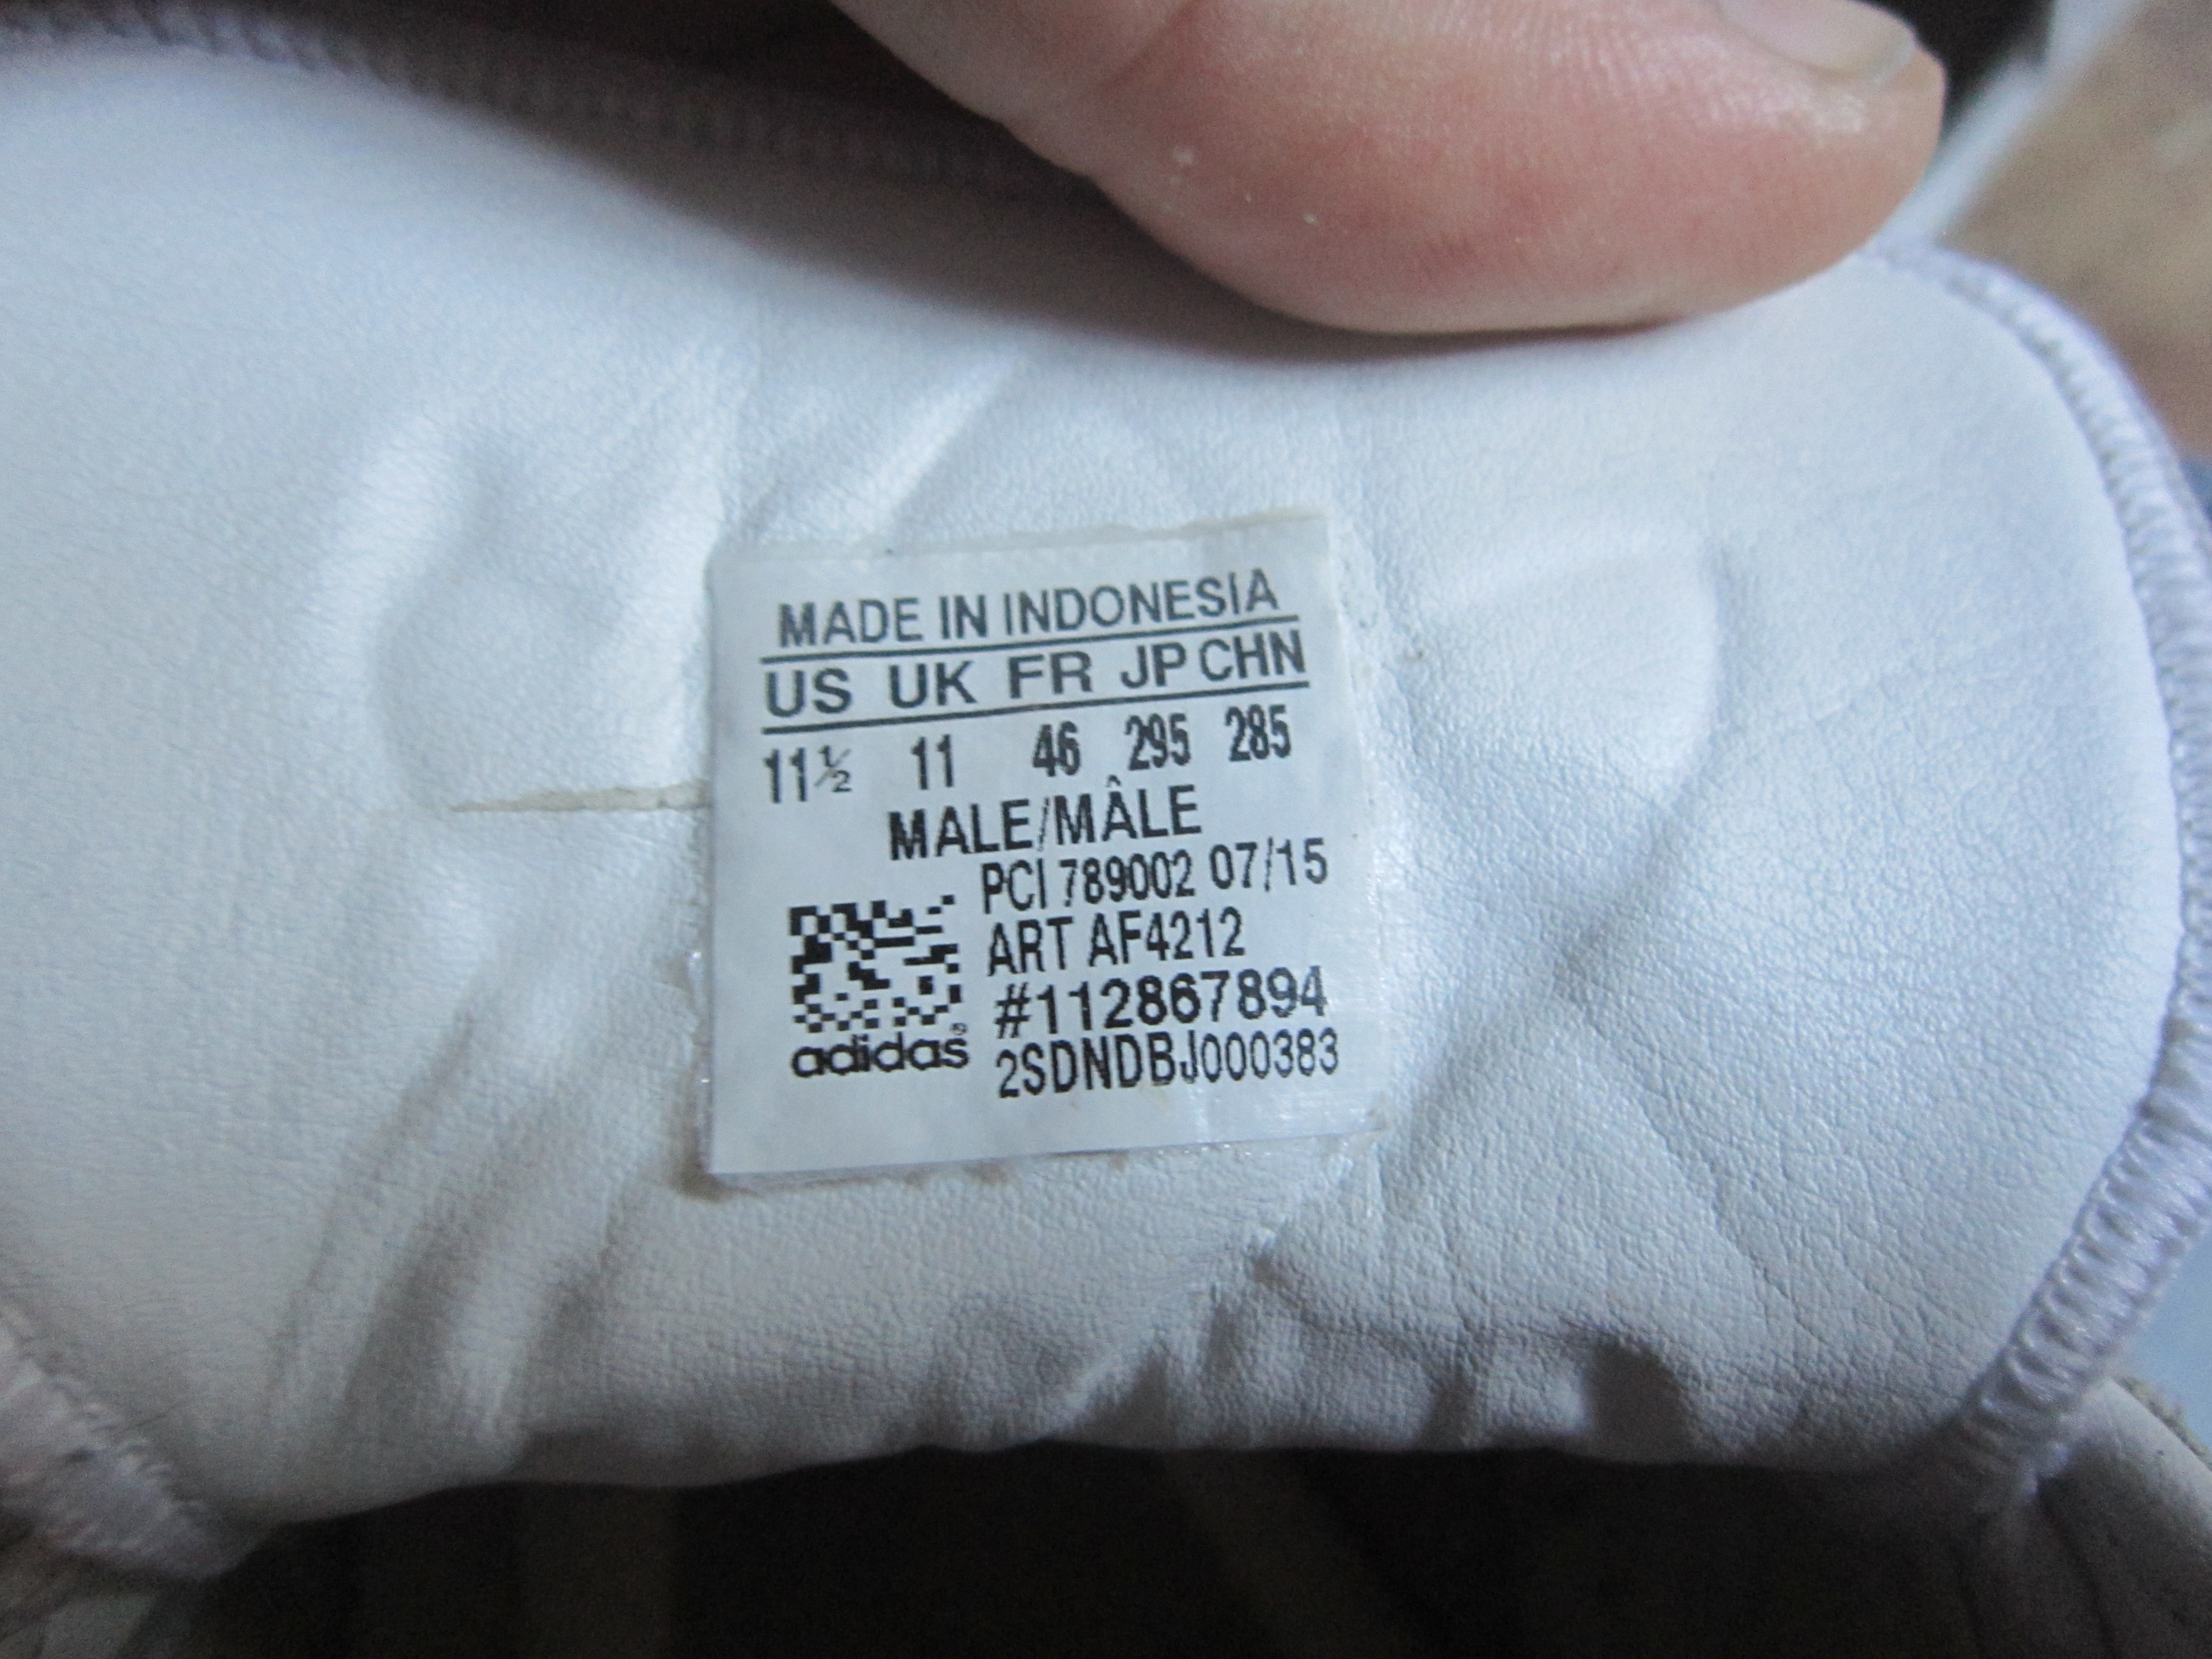 MADE IN INDONESIA
US UK FR JP CHN
11½ 11 46 295 285
MALE/MÂLE
PCI 789002 07/15
ART AF4212
#112867894
adidas® 2SDNDBJ000383